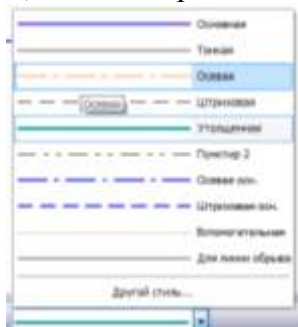 Основная
Тонкая
Осевая
Штриховая
Осевая
Утолщенная
Пунктир 2
Осевая осн.
Штриховая осн.
Вспомогательная
Для линии обрыва
Другой стиль...